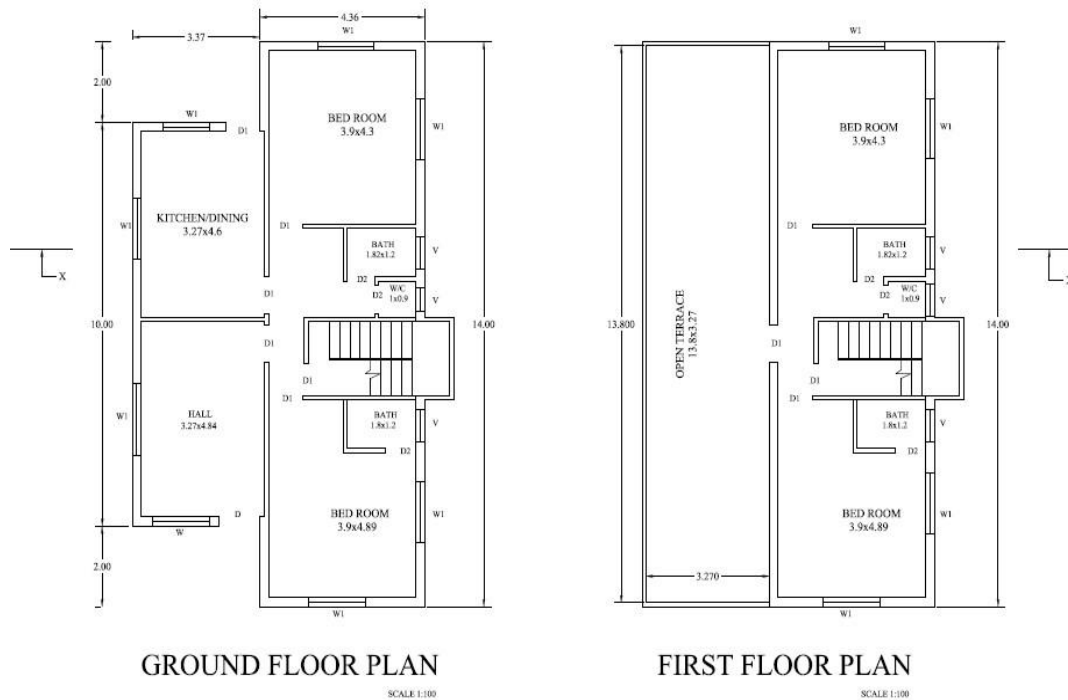 4.36
W1
3.37
2.00
W1
D1
BED ROOM
3.9x4.3
W1
KITCHEN/DINING
3.27x4.6
W1
X
D1
BATH
1.82x1.2
V
D2
D2
W/C
1x0.9
V
D1
10.00
14.00
D1
D1
D1
W1
HALL
3.27x4.84
BATH
1.8x1.2
V
D2
BED ROOM
3.9x4.89
W1
D
W
2.00
W1
GROUND FLOOR PLAN
SCALE 1:100
W1
BED ROOM
3.9x4.3
W1
D1
BATH
1.82x1.2
V
D2
D2
W/C
1x0.9
V
OPEN TERRACE
13.8x3.27
13.800
14.00
D1
D1
D1
BATH
1.8x1.2
V
D2
BED ROOM
3.9x4.89
W1
3.270
W1
FIRST FLOOR PLAN
SCALE 1:100